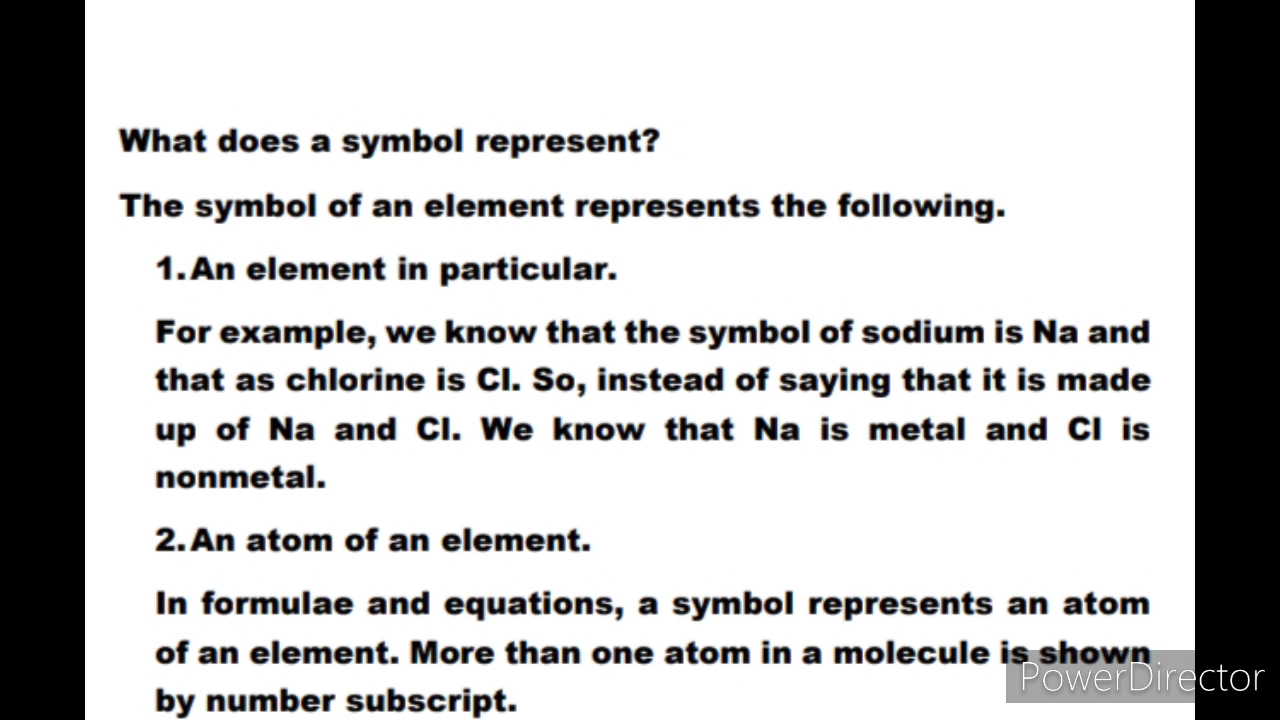 What does a symbol represent?
The symbol of an element represents the following.
1. An element in particular.
For example, we know that the symbol of sodium is Na and
that as chlorine is Cl. So, instead of saying that it is made
up of Na and Cl. We know that Na is metal and Cl is
nonmetal.
2. An atom of an element.
In formulae and equations, a symbol represents an atom
of an element. More than one atom in a molecule is shown
by number subscript.
PowerDirector